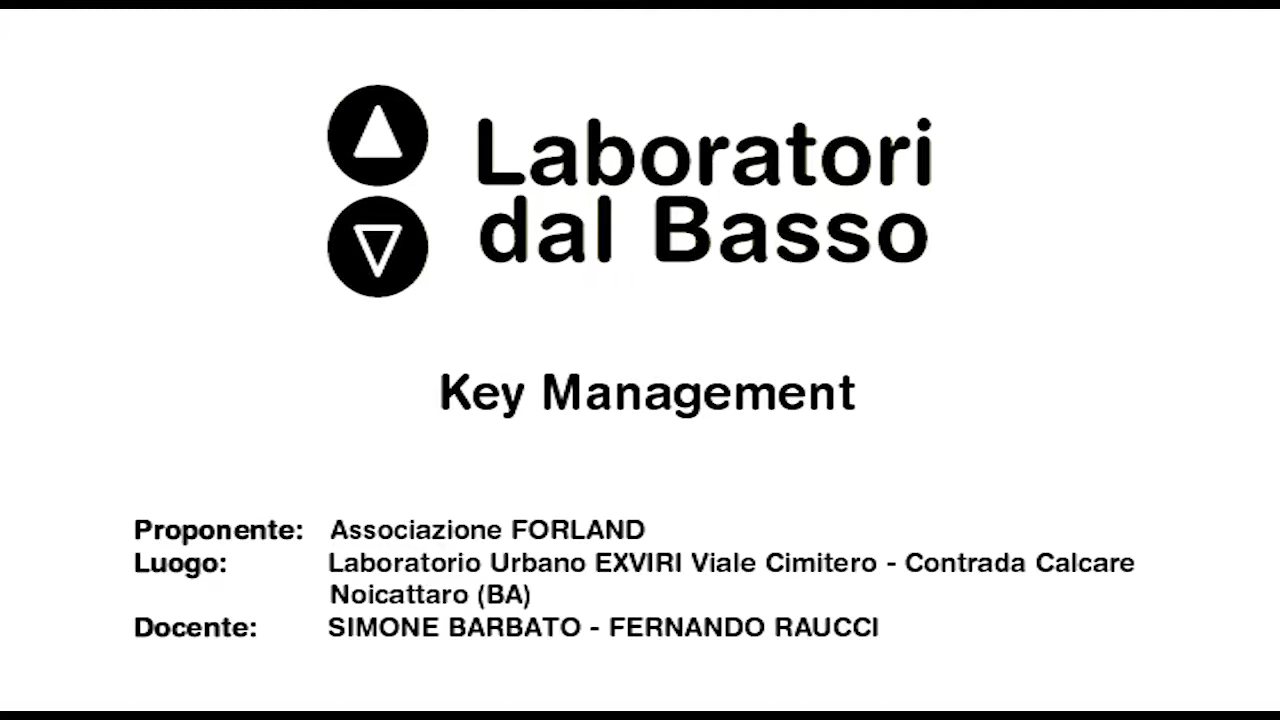 Laboratori
dal Basso
Key Management
Proponente: Associazione FORLAND
Luogo: Laboratorio Urbano EXVIRI Viale Cimitero - Contrada Calcare
Noicattaro (BA)
Docente: SIMONE BARBATO - FERNANDO RAUCCI